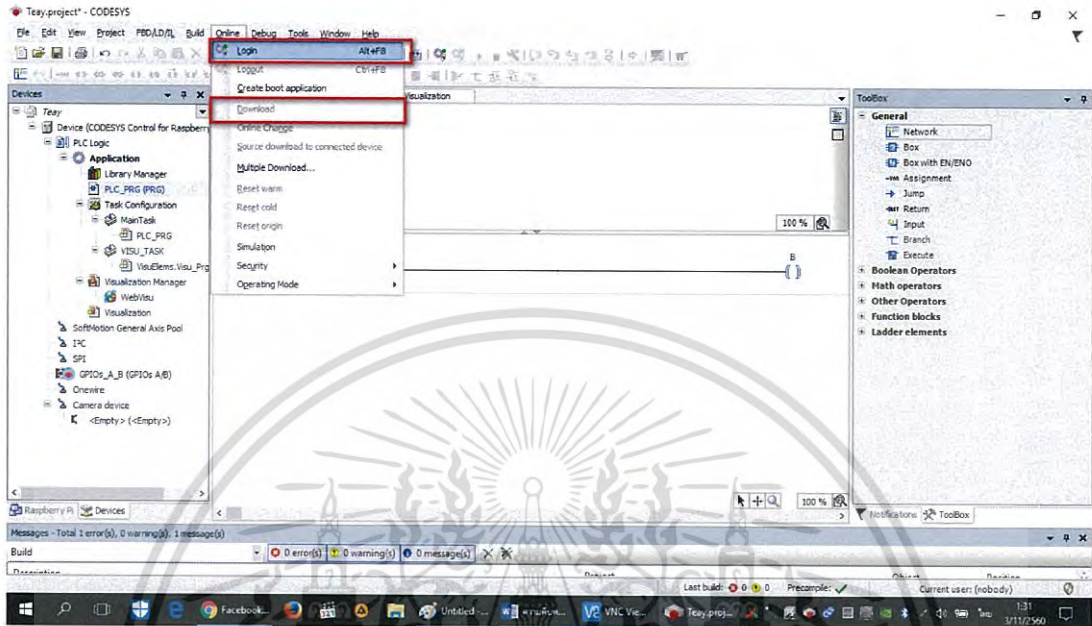 Teay.project* - CODESYS
File Edit View Project FBD/LD/IL Build Online Debug Tools Window Help
Login Alt+F8
Logout Ctrl+F8
Create boot application
Download
Online Change
Source download to connected device
Multiple Download...
Reset warm
Reset cold
Reset origin
Simulation
Security
Operating Mode
Devices
Teay
Device (CODESYS Control for Raspberry
PLC Logic
Application
Library Manager
PLC_PRG (PRG)
Task Configuration
MainTask
PLC_PRG
VISU_TASK
VisuElems.Visu_Prg
Visualization Manager
WebVisu
Visualization
SoftMotion General Axis Pool
I²C
SPI
GPIOs_A_B (GPIOs A/B)
Onewire
Camera device
<Empty> (<Empty>)
Raspberry Pi Devices
isualization
100 %
B
100 %
ToolBox
General
Network
Box
Box with EN/ENO
Assignment
Jump
Return
Input
Branch
Execute
Boolean Operators
Math operators
Other Operators
Function blocks
Ladder elements
Notifications ToolBox
Messages - Total 1 error(s), 0 warning(s), 1 message(s)
Build 0 error(s) 0 warning(s) 0 message(s)
Description Project Object Position
Last build: 0 0 Precompile: Current user: (nobody)
Facebook... Untitled -... VNC Vie... Teay.proj... 1:31
3/11/2560